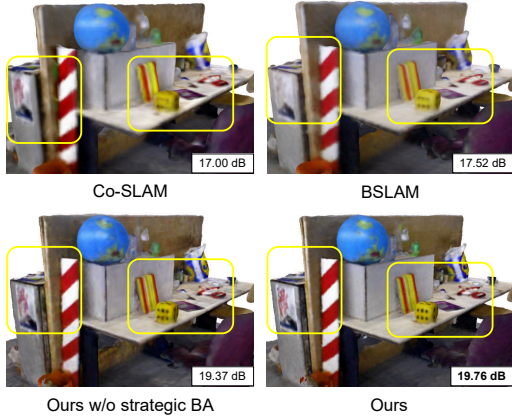 17.00 dB
17.52 dB
Co-SLAM
BSLAM
19.37 dB
19.76 dB
Ours w/o strategic BA
Ours